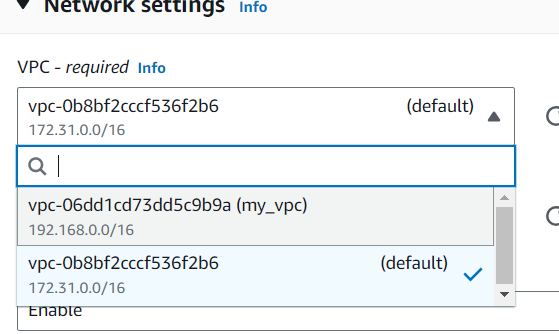 Network settings Info
VPC - required Info
vpc-0b8bf2cccf536f2b6 (default)
172.31.0.0/16
vpc-06dd1cd73dd5c9b9a (my_vpc)
192.168.0.0/16
vpc-0b8bf2cccf536f2b6 (default)
172.31.0.0/16
Enable